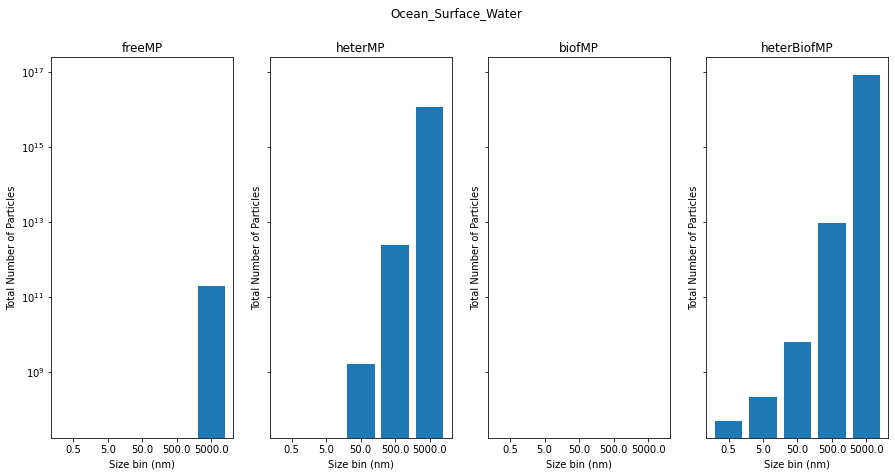 Ocean_Surface_Water
freeMP
heterMP
biofMP
heterBiofMP
Total Number of Particles
10^17
10^15
10^13
10^11
10^9
0.5 5.0 50.0 500.0 5000.0
Size bin (nm)
Total Number of Particles
0.5 5.0 50.0 500.0 5000.0
Size bin (nm)
Total Number of Particles
0.5 5.0 50.0 500.0 5000.0
Size bin (nm)
Total Number of Particles
0.5 5.0 50.0 500.0 5000.0
Size bin (nm)